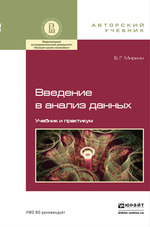 АВТОРСКИЙ
УЧЕБНИК
Б. Г. Миркин
Введение
в анализ данных
Учебник и практикум
УМО ВО рекомендует
юрайт